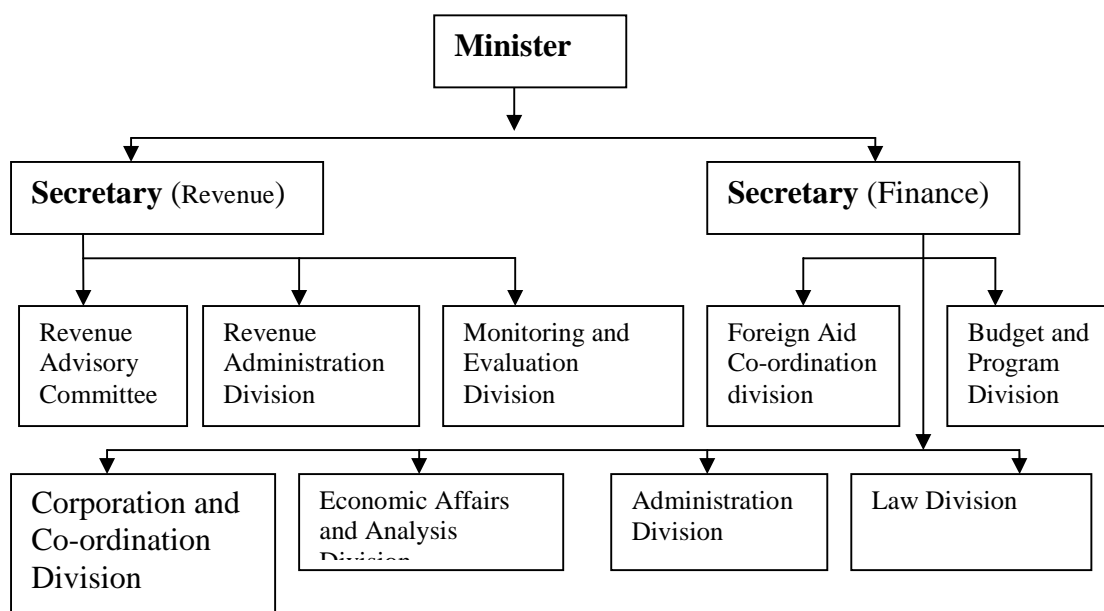 Minister
Secretary (Revenue)
Secretary (Finance)
Revenue
Advisory
Committee
Revenue
Administration
Division
Monitoring and
Evaluation
Division
Foreign Aid
Co-ordination
division
Budget and
Program
Division
Corporation and
Co-ordination
Division
Economic Affairs
and Analysis
Division
Administration
Division
Law Division